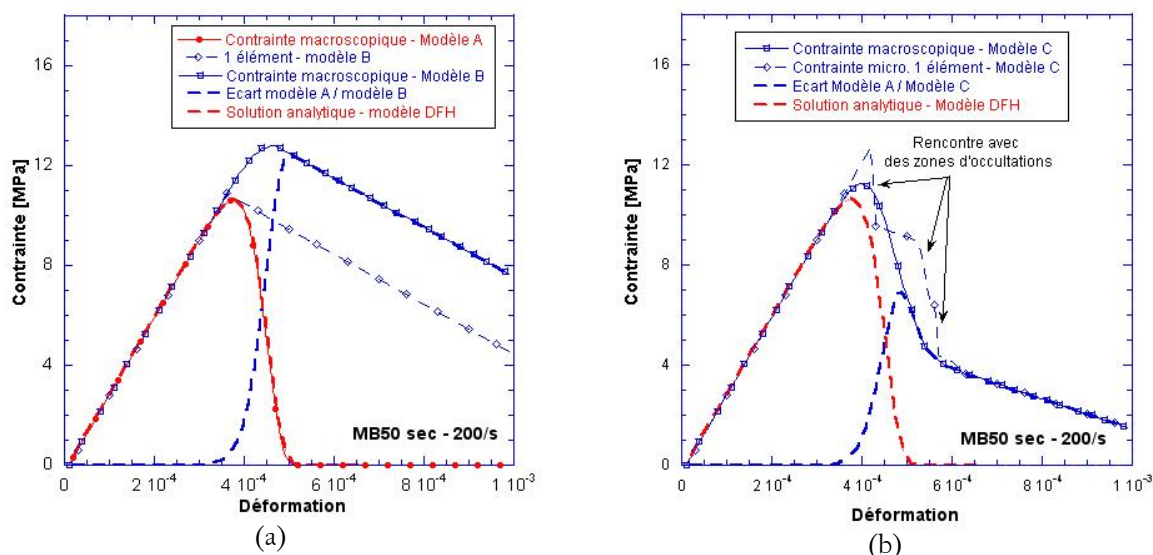 (a)
Contrainte macroscopique - Modèle A
1 élément - modèle B
Contrainte macroscopique - Modèle B
Ecart modèle A / modèle B
Solution analytique - modèle DFH
Contrainte [MPa]
16
12
8
4
0
MB50 sec - 200/s
0
2 10-4
4 10-4
6 10-4
8 10-4
1 10-3
Déformation
(a)
(b)
Contrainte macroscopique - Modèle C
Contrainte micro. 1 élément - Modèle C
Ecart Modèle A / Modèle C
Solution analytique - Modèle DFH
Rencontre avec
des zones d'occultations
Contrainte [MPa]
16
12
8
4
0
MB50 sec - 200/s
0
2 10-4
4 10-4
6 10-4
8 10-4
1 10-3
Déformation
(b)